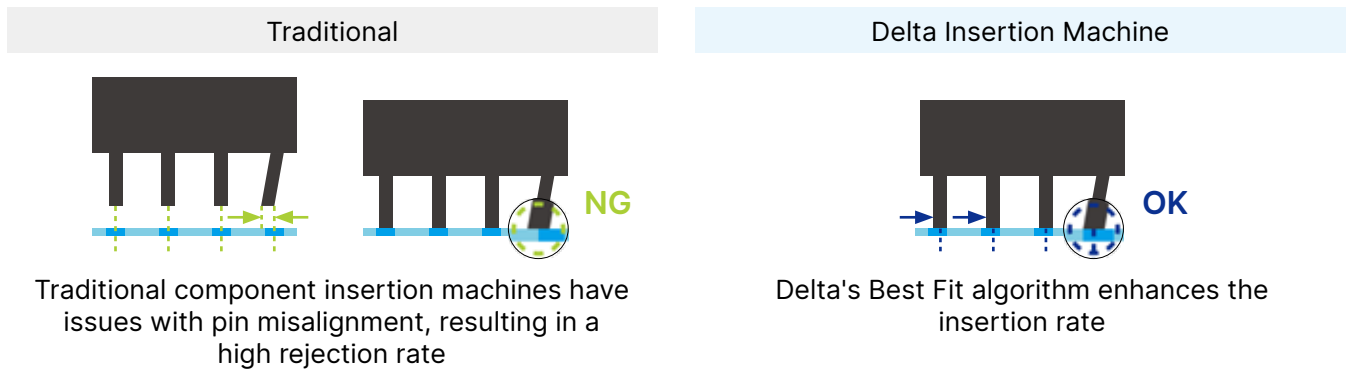 Traditional
NG
Traditional component insertion machines have
issues with pin misalignment, resulting in a
high rejection rate
Delta Insertion Machine
OK
Delta's Best Fit algorithm enhances the
insertion rate